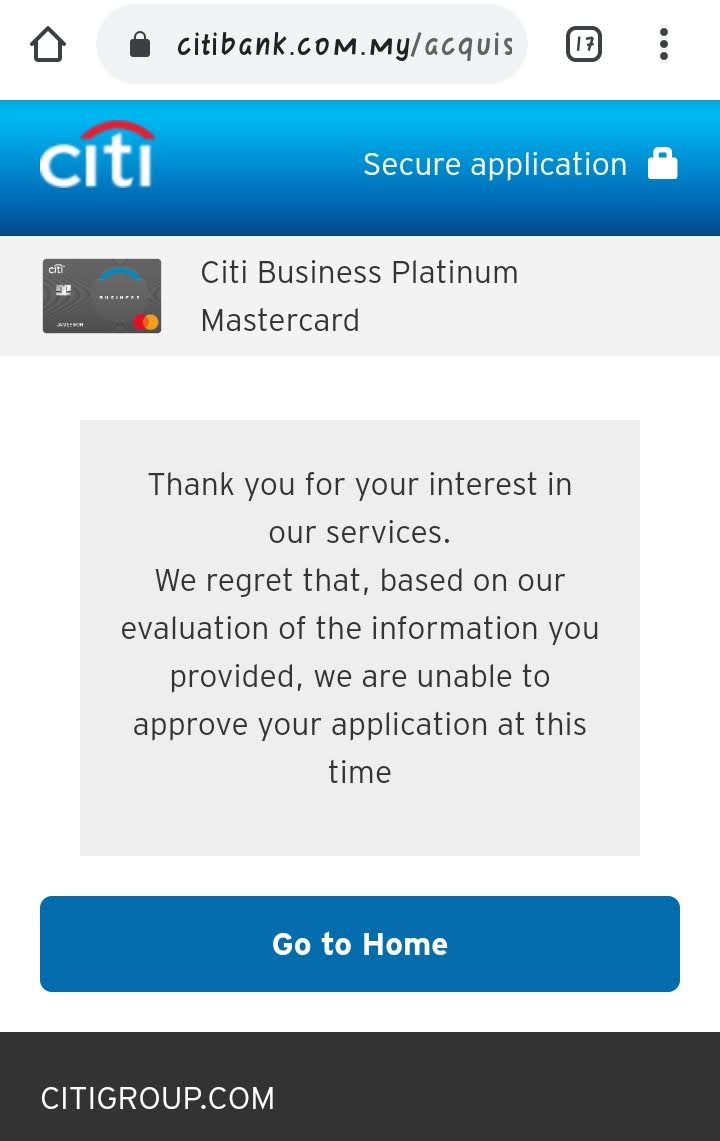 citibank.com.my/acquis
17
citi
Secure application
citi
BUSINESS
Citi Business Platinum
Mastercard
Thank you for your interest in
our services.
We regret that, based on our
evaluation of the information you
provided, we are unable to
approve your application at this
time
Go to Home
CITIGROUP.COM